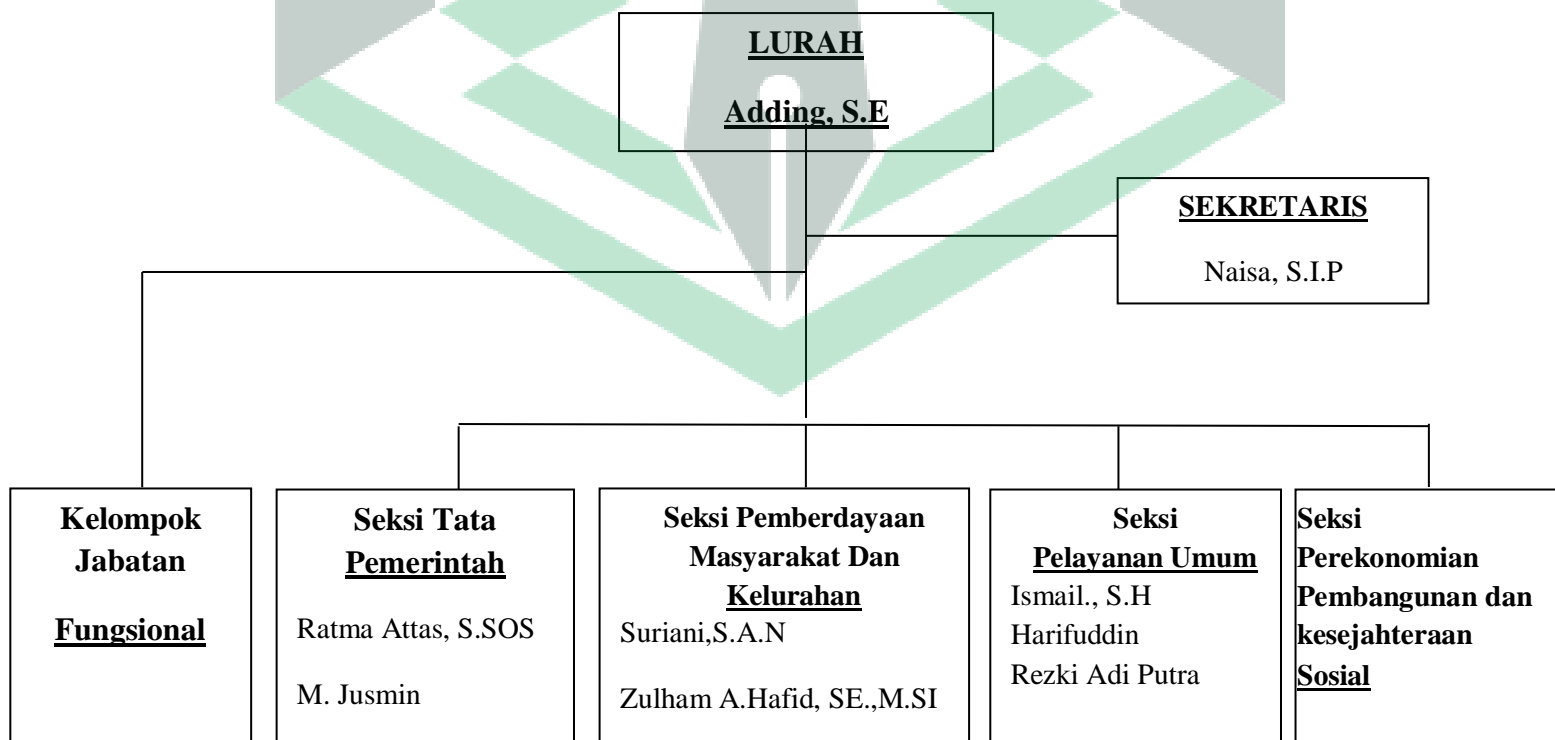 LURAH
Adding, S.E
SEKRETARIS
Naisa, S.I.P
Kelompok
Jabatan
Fungsional
Seksi Tata
Pemerintah
Ratma Attas, S.SOS
M. Jusmin
Seksi Pemberdayaan
Masyarakat Dan
Kelurahan
Suriani,S.A.N
Zulham A.Hafid, SE.,M.SI
Seksi
Pelayanan Umum
Ismail., S.H
Harifuddin
Rezki Adi Putra
Seksi
Perekonomian
Pembangunan dan
kesejahteraan
Sosial